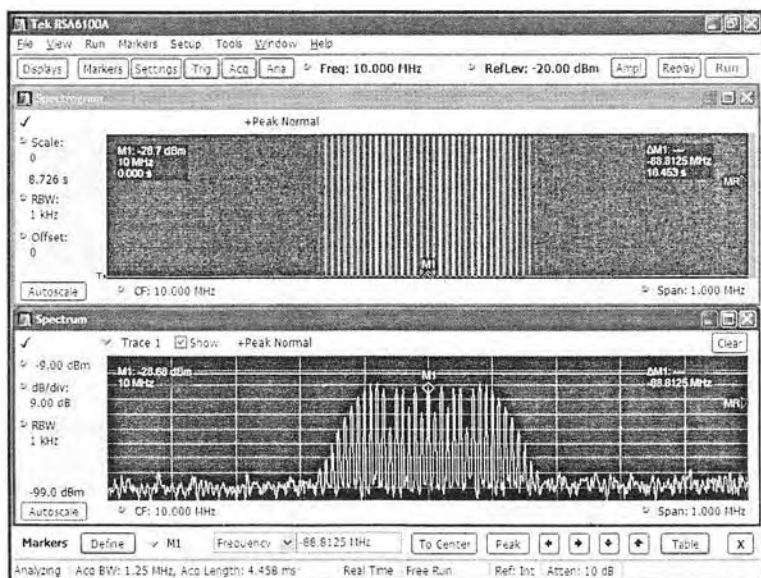 Tek RSA6100A
File View Run Markers Setup Tools Window Help
Displays Markers Settings Trig Acq Ana Freq: 10.000 MHz RefLev: -20.00 dBm Ampl Replay Run
Spectrogram
+Peak Normal
Scale:
0
8.726 s
RBW:
1 kHz
Offset:
0
Autoscale
M1: -28.7 dBm
10 MHz
0.000 s
ΔM1: ---
-88.8125 MHz
16.453 s
MR
M1
T
CF: 10.000 MHz Span: 1.000 MHz
Spectrum
Trace 1 Show +Peak Normal Clear
-9.00 dBm
dB/div:
9.00 dB
RBW:
1 kHz
-99.0 dBm
Autoscale
M1: -28.68 dBm
10 MHz
M1
ΔM1: ---
-88.8125 MHz
MR
CF: 10.000 MHz Span: 1.000 MHz
Markers Define M1 Frequency -88.8125 MHz To Center Peak Table X
Analyzing Acq BW: 1.25 MHz, Acq Length: 4.458 ms Real Time Free Run Ref: Int Atten: 10 dB